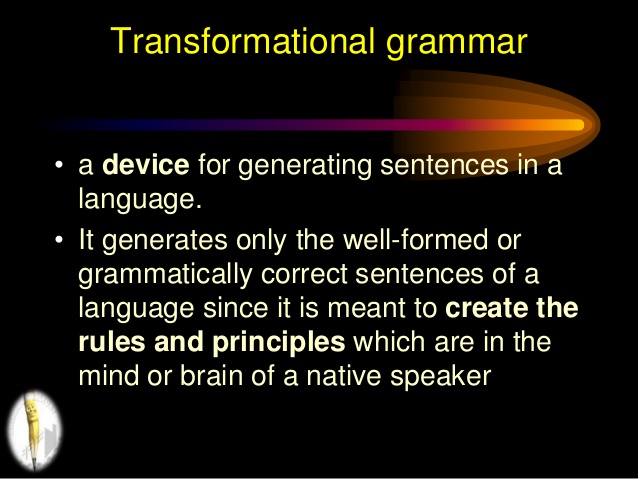 Transformational grammar
• a device for generating sentences in a
language.
• It generates only the well-formed or
grammatically correct sentences of a
language since it is meant to create the
rules and principles which are in the
mind or brain of a native speaker